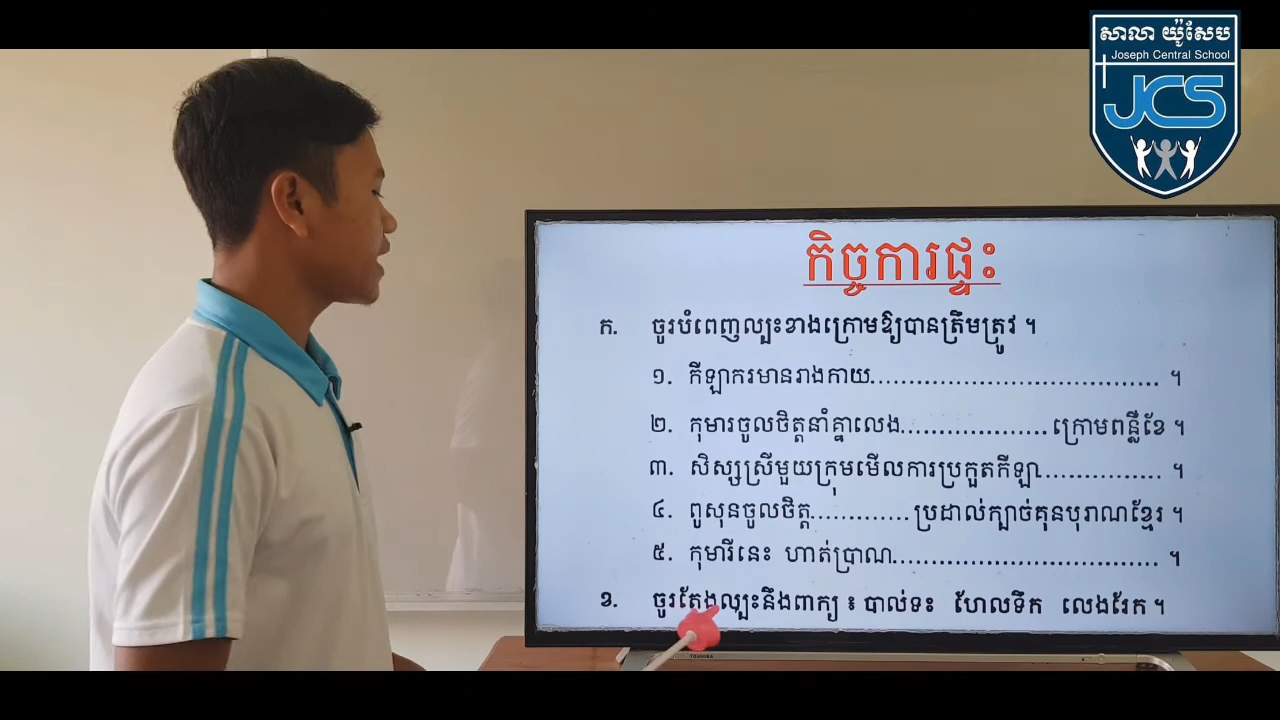 សាលា យ៉ូសែប
Joseph Central School
JCS
កិច្ចការផ្ទះ
ក. ចូរបំពេញល្បះខាងក្រោមឱ្យបានត្រឹមត្រូវ ។
១. កីឡាករមានរាងកាយ..................................... ។
២. កុមារចូលចិត្តនាំគ្នាលេង................... ក្រោមពន្លឺខែ ។
៣. សិស្សស្រីមួយក្រុមមើលការប្រកួតកីឡា................ ។
៤. ពូសុនចូលចិត្ត............. ប្រដាល់ក្បាច់គុនបុរាណខ្មែរ ។
៥. កុមារីនេះ ហាត់ប្រាណ.................................. ។
ខ. ចូរតែងល្បះនឹងពាក្យ ៖ បាល់ទះ ហែលទឹក លេងរែក ។
TOSHIBA